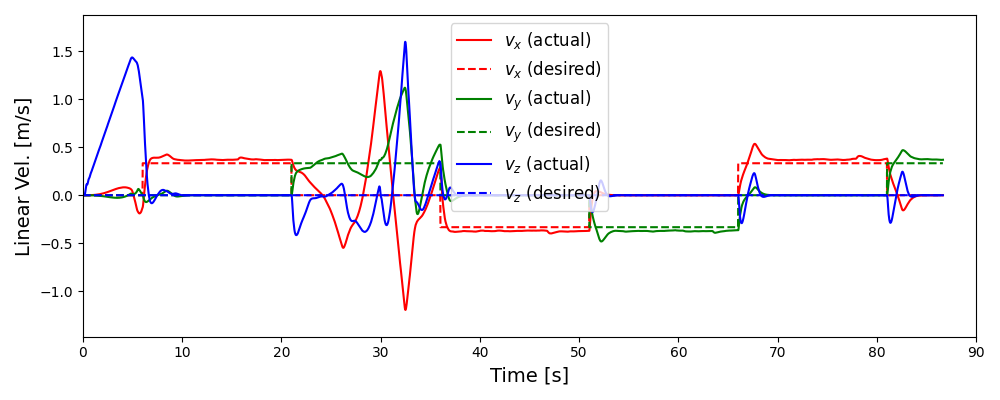 Linear Vel. [m/s]
1.5
1.0
0.5
0.0
−0.5
−1.0
v_x (actual)
v_x (desired)
v_y (actual)
v_y (desired)
v_z (actual)
v_z (desired)
0 10 20 30 40 50 60 70 80 90
Time [s]